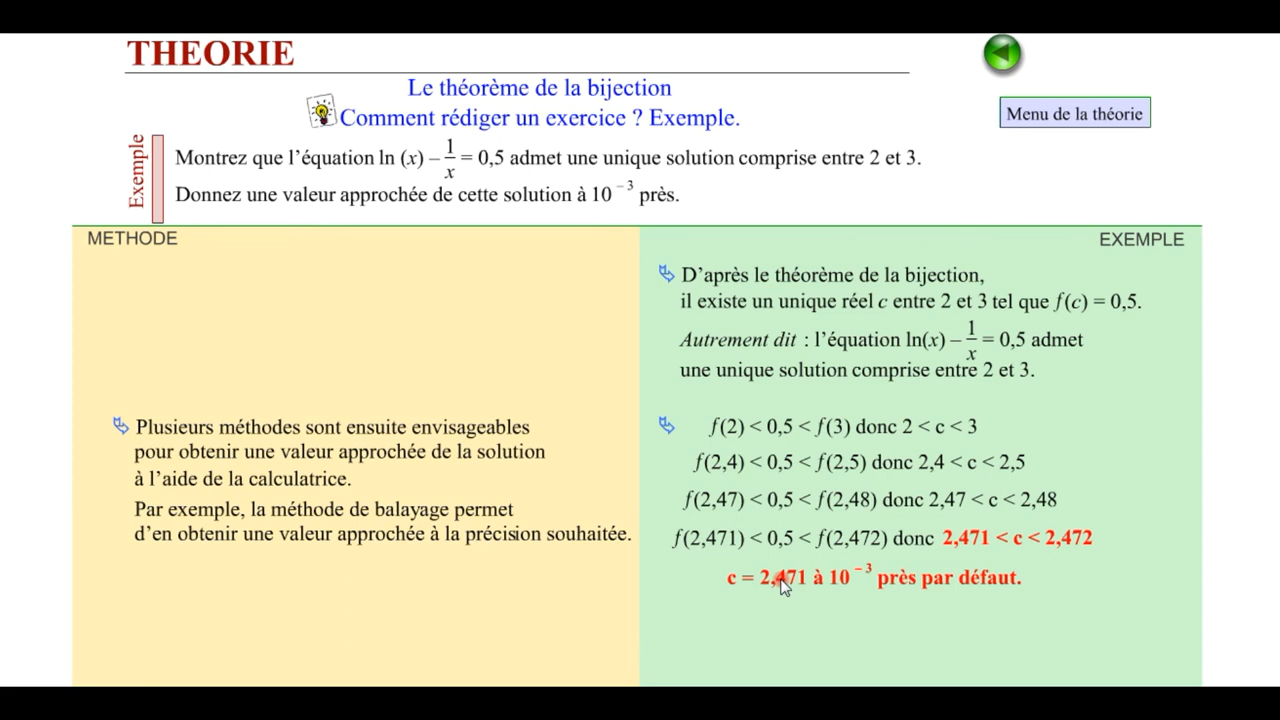 THEORIE
Le théorème de la bijection
Comment rédiger un exercice ? Exemple.
Menu de la théorie
Exemple
Montrez que l'équation ln (x) – 1/x = 0,5 admet une unique solution comprise entre 2 et 3.
Donnez une valeur approchée de cette solution à 10⁻³ près.
METHODE
Plusieurs méthodes sont ensuite envisageables
pour obtenir une valeur approchée de la solution
à l'aide de la calculatrice.
Par exemple, la méthode de balayage permet
d'en obtenir une valeur approchée à la précision souhaitée.
EXEMPLE
D'après le théorème de la bijection,
il existe un unique réel c entre 2 et 3 tel que f(c) = 0,5.
Autrement dit : l'équation ln(x) – 1/x = 0,5 admet
une unique solution comprise entre 2 et 3.
f(2) < 0,5 < f(3) donc 2 < c < 3
f(2,4) < 0,5 < f(2,5) donc 2,4 < c < 2,5
f(2,47) < 0,5 < f(2,48) donc 2,47 < c < 2,48
f(2,471) < 0,5 < f(2,472) donc 2,471 < c < 2,472
c = 2,471 à 10⁻³ près par défaut.